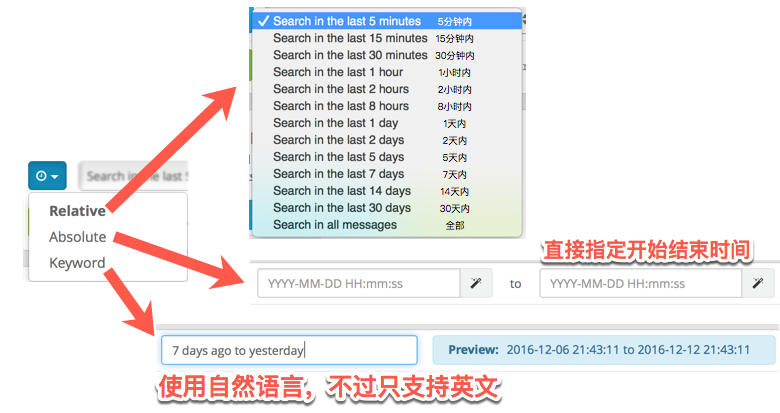 Search in the last 5 minutes 5分钟内
Search in the last 15 minutes 15分钟内
Search in the last 30 minutes 30分钟内
Search in the last 1 hour 1小时内
Search in the last 2 hours 2小时内
Search in the last 8 hours 8小时内
Search in the last 1 day 1天内
Search in the last 2 days 2天内
Search in the last 5 days 5天内
Search in the last 7 days 7天内
Search in the last 14 days 14天内
Search in the last 30 days 30天内
Search in all messages 全部
Search in the last
Relative
Absolute
Keyword
直接指定开始结束时间
YYYY-MM-DD HH:mm:ss to YYYY-MM-DD HH:mm:ss
7 days ago to yesterday Preview: 2016-12-06 21:43:11 to 2016-12-12 21:43:11
使用自然语言，不过只支持英文